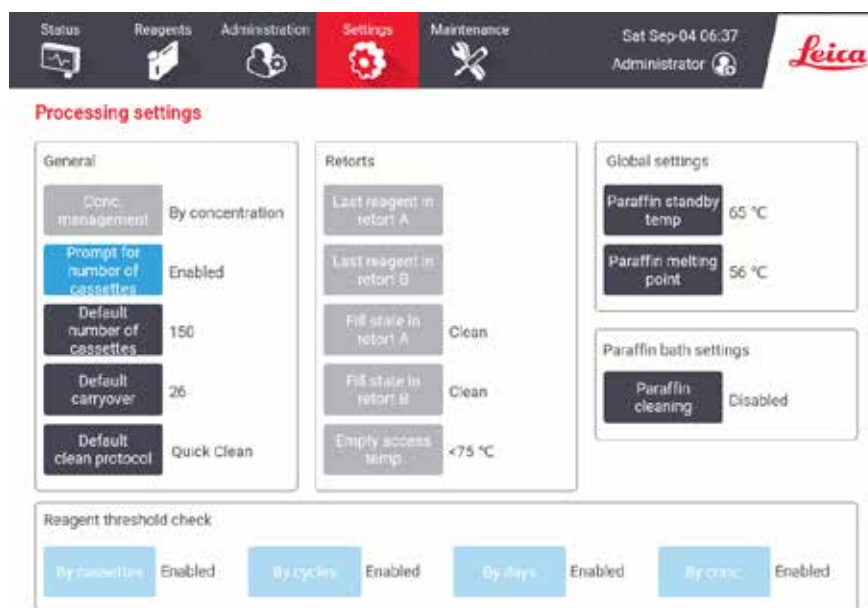 Status
Reagents
Administration
Settings
Maintenance
Sat Sep-04 06:37
Administrator
Leica
Processing settings
General
Conc.
management
By concentration
Prompt for
number of
cassettes
Enabled
Default
number of
cassettes
150
Default
carryover
26
Default
clean protocol
Quick Clean
Retorts
Last reagent in
retort A
Last reagent in
retort B
Fill state in
retort A
Clean
Fill state in
retort B
Clean
Empty access
temp
<75 °C
Global settings
Paraffin standby
temp
65 °C
Paraffin melting
point
56 °C
Paraffin bath settings
Paraffin
cleaning
Disabled
Reagent threshold check
By cassettes
Enabled
By cycles
Enabled
By days
Enabled
By conc.
Enabled